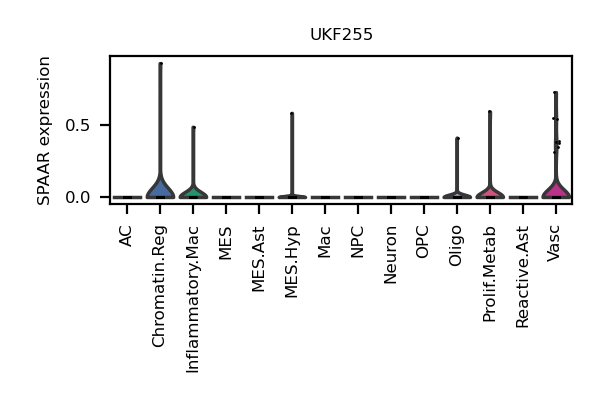 UKF255
SPAAR expression
0.5
0.0
AC
Chromatin.Reg
Inflammatory.Mac
MES
MES.Ast
MES.Hyp
Mac
NPC
Neuron
OPC
Oligo
Prolif.Metab
Reactive.Ast
Vasc